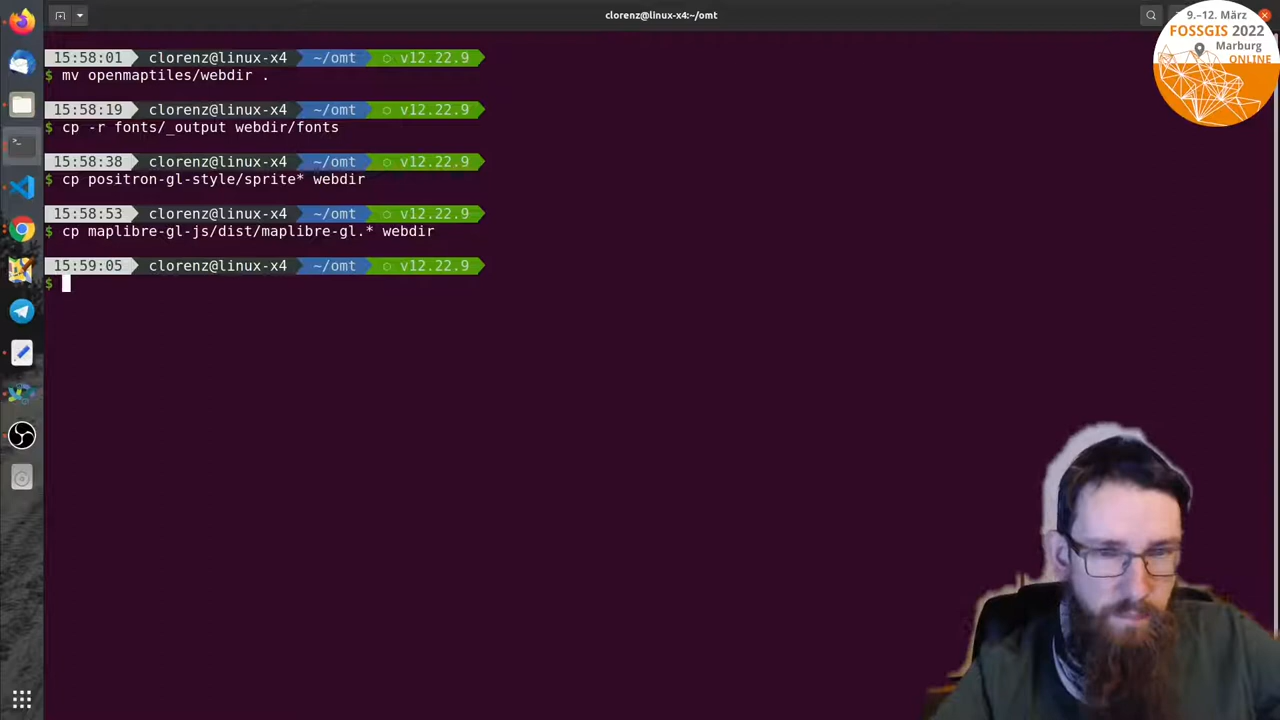 clorenz@linux-x4:~/omt
9.–12. März
FOSSGIS 2022
Marburg
ONLINE
15:58:01 clorenz@linux-x4 ~/omt ⬡ v12.22.9
$ mv openmaptiles/webdir .
15:58:19 clorenz@linux-x4 ~/omt ⬡ v12.22.9
$ cp -r fonts/_output webdir/fonts
15:58:38 clorenz@linux-x4 ~/omt ⬡ v12.22.9
$ cp positron-gl-style/sprite* webdir
15:58:53 clorenz@linux-x4 ~/omt ⬡ v12.22.9
$ cp maplibre-gl-js/dist/maplibre-gl.* webdir
15:59:05 clorenz@linux-x4 ~/omt ⬡ v12.22.9
$